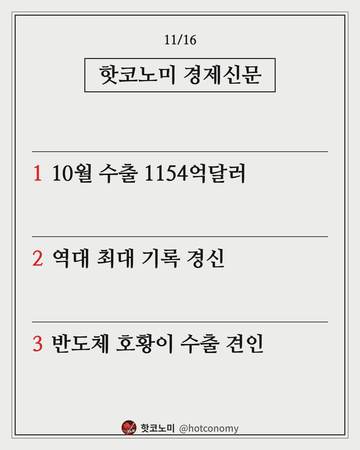 11/16
핫코노미 경제신문
1 10월 수출 1154억달러
2 역대 최대 기록 경신
3 반도체 호황이 수출 견인
핫코노미 @hotconomy